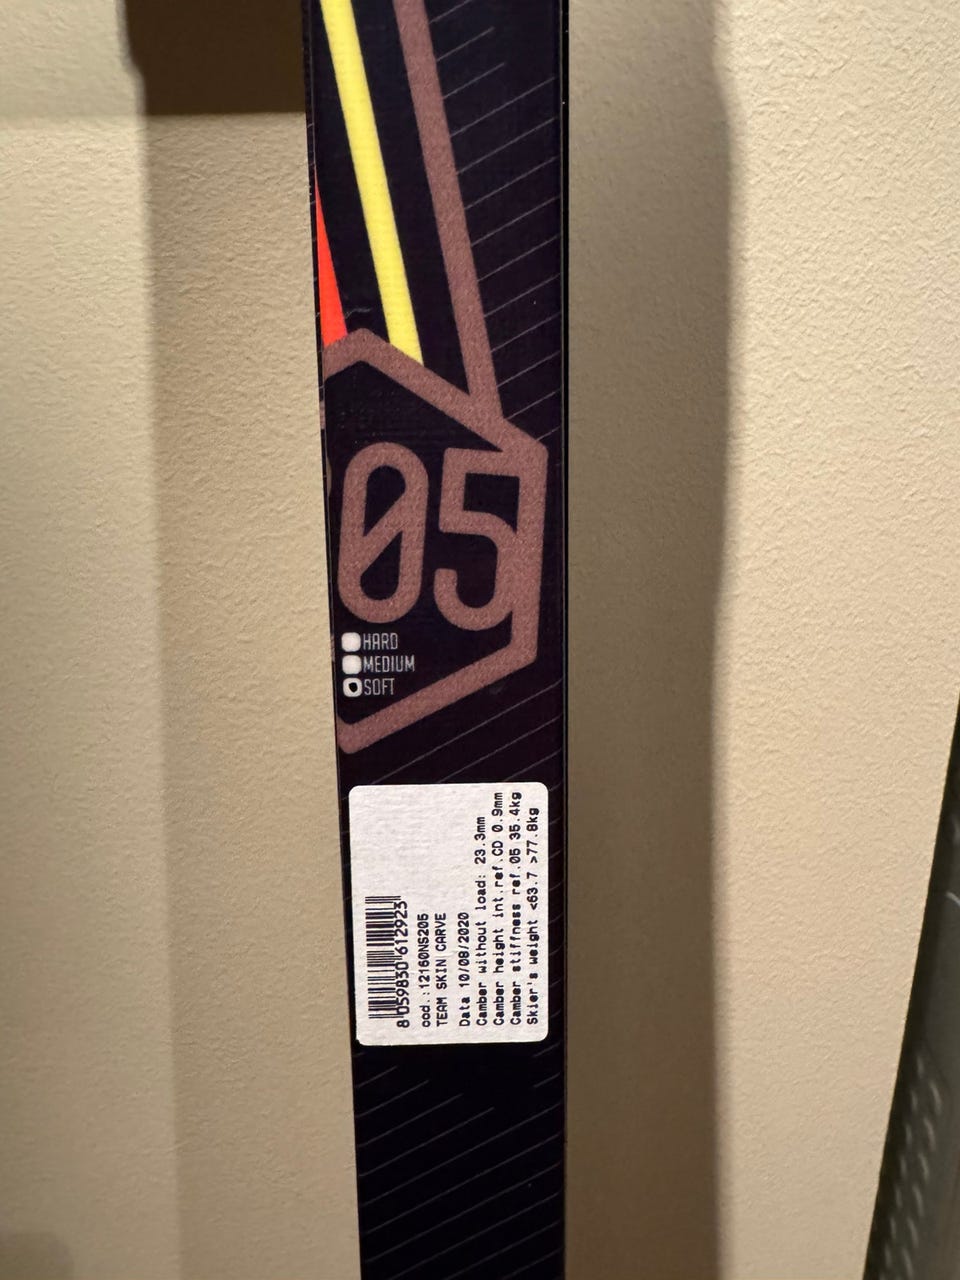 05
HARD
MEDIUM
SOFT
8 059830 612923
cod.:12160NS205
TEAM SKIN CARVE
Data 10/08/2020
Camber without load: 23.3mm
Camber height int.ref.CD 0.9mm
Camber stiffness ref.05 35.4kg
Skier's weight <63.7 >77.8kg